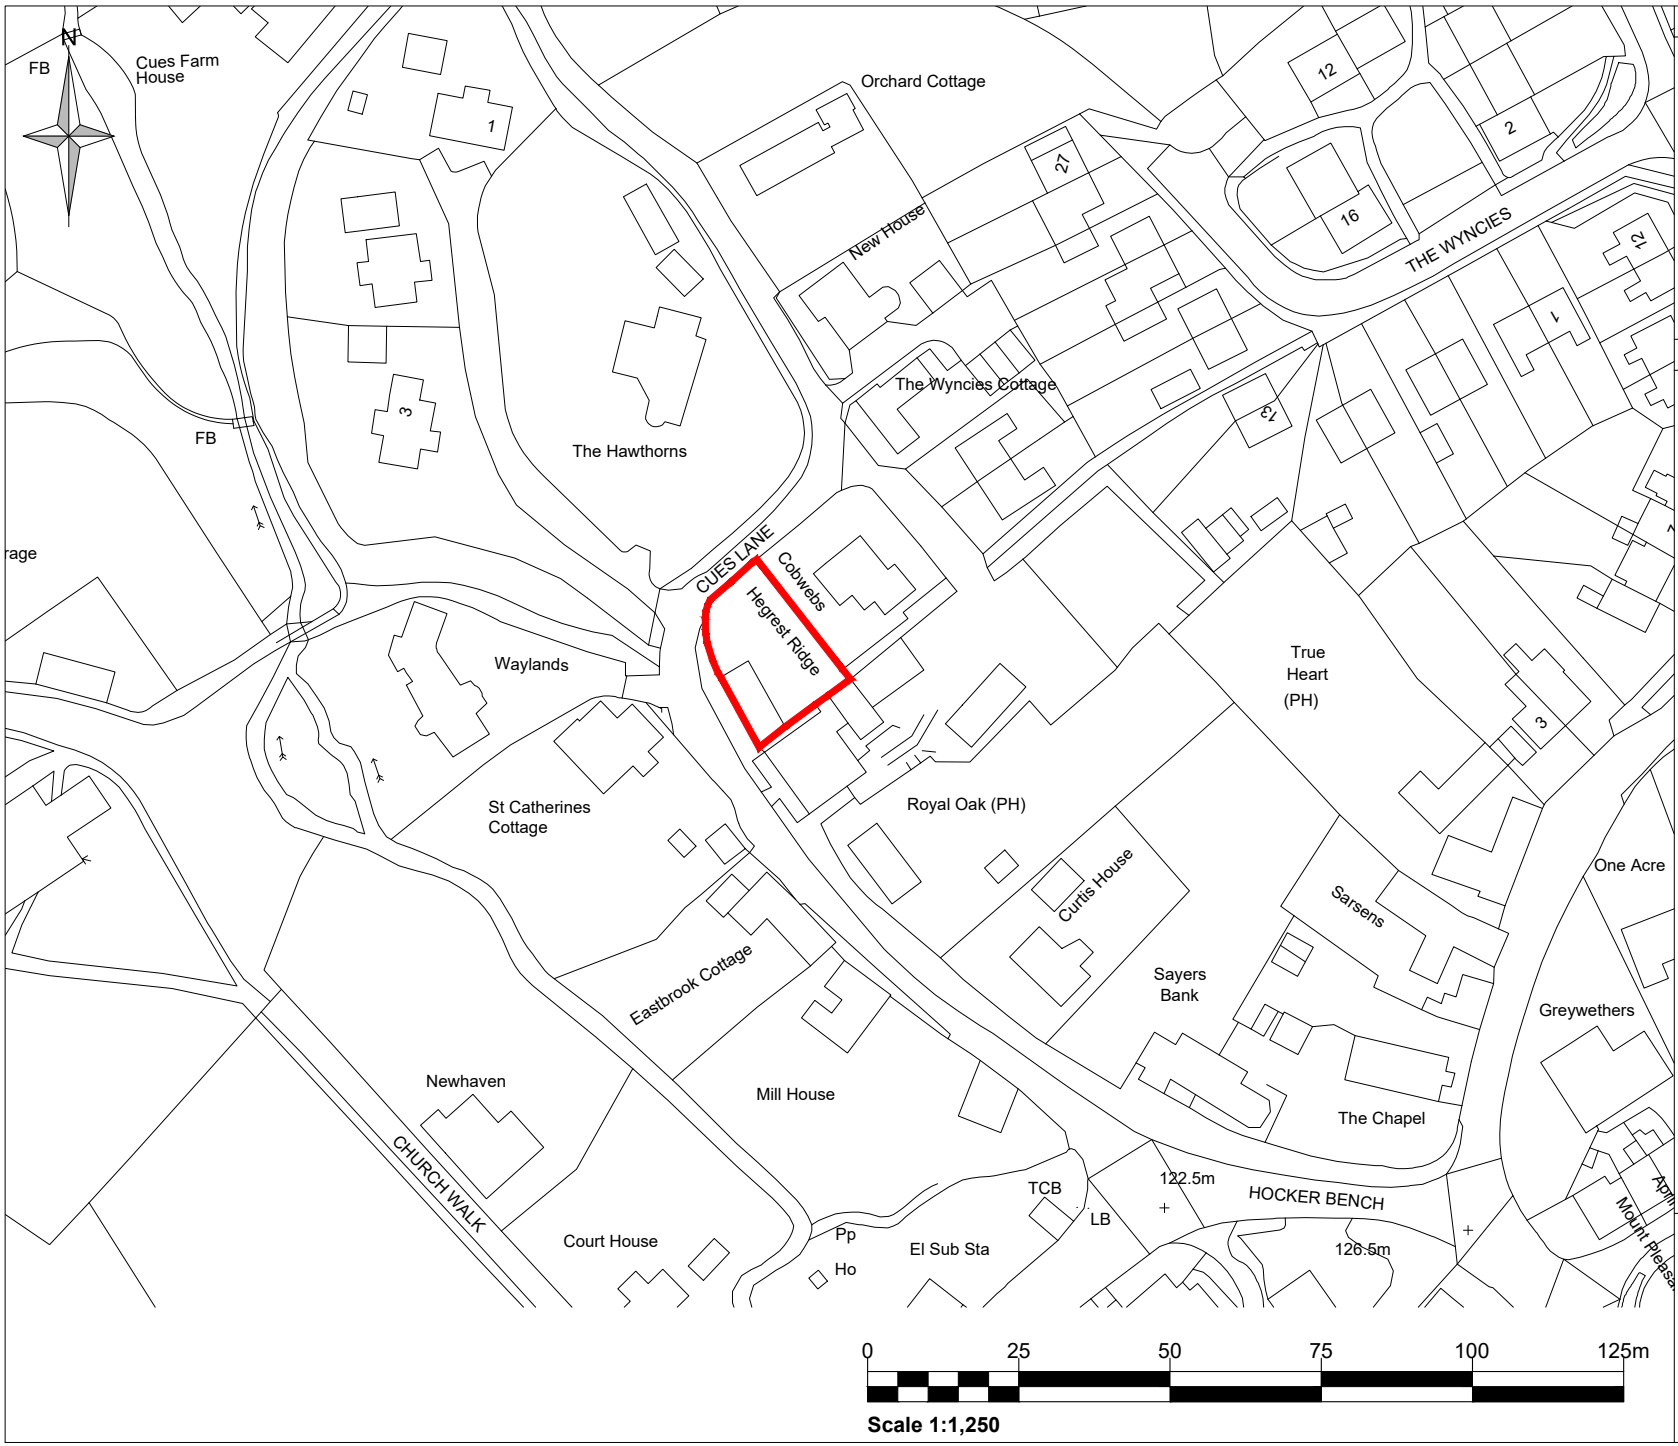 N
FB
Cues Farm
House
1
Orchard Cottage
12
2
27
16
New House
THE WYNCIES
12
1
The Wyncies Cottage
3
13
FB
The Hawthorns
rage
CUES LANE
Cobwebs
Hegrest Ridge
Waylands
True
Heart
(PH)
3
St Catherines
Cottage
Royal Oak (PH)
One Acre
Curtis House
Sarsens
Eastbrook Cottage
Sayers
Bank
Greywethers
Newhaven
Mill House
The Chapel
CHURCH WALK
TCB
LB
122.5m
HOCKER BENCH
126.5m
Mount Pleasa
April
Court House
Pp
Ho
El Sub Sta
0 25 50 75 100 125m
Scale 1:1,250